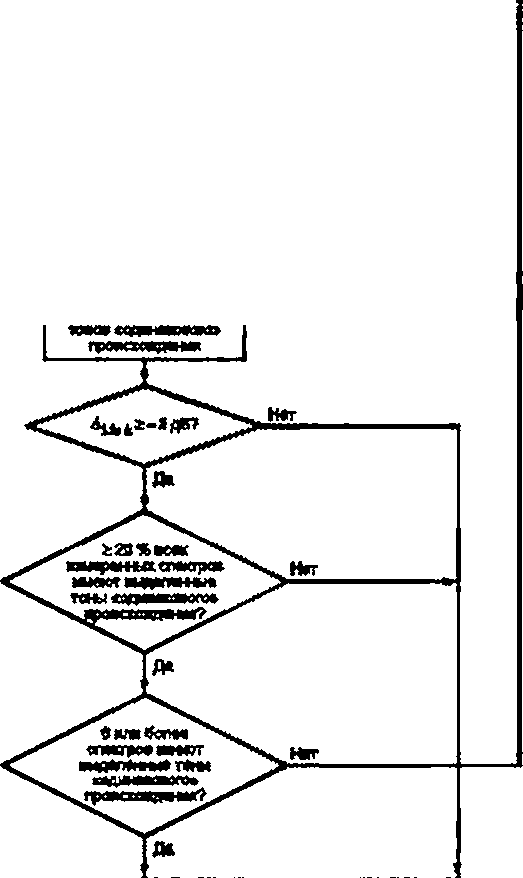 тонов «одинакового»
происхождения
Нет
Да
≥ 20 % всех
измеренных спектров
имеют выделенные
тоны «одинакового»
происхождения?
Нет
Да
6 или более
спектров имеют
выделенные тоны
«одинакового»
происхождения?
Нет
Да